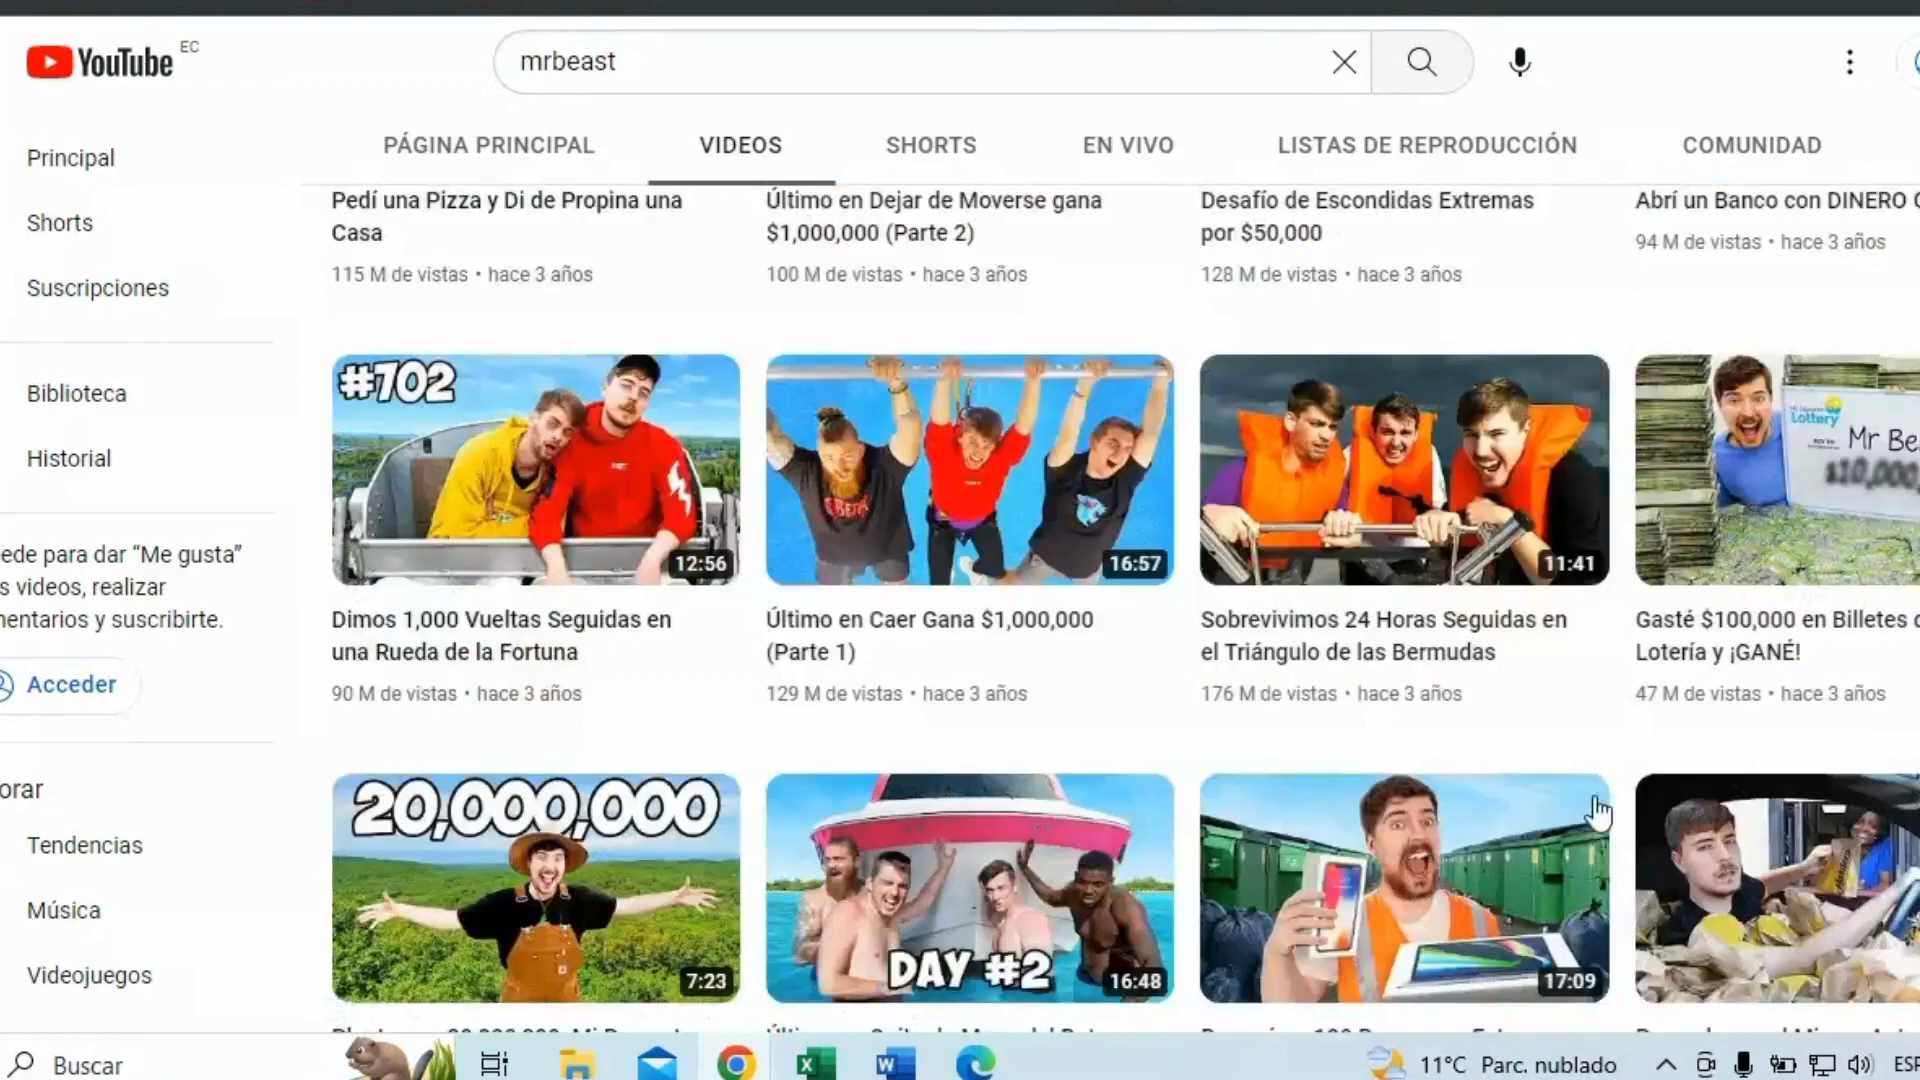 YouTube EC
mrbeast
PÁGINA PRINCIPAL VIDEOS SHORTS EN VIVO LISTAS DE REPRODUCCIÓN COMUNIDAD
Principal
Shorts
Suscripciones
Biblioteca
Historial
ede para dar “Me gusta”
s videos, realizar
nentarios y suscribirte.
Acceder
orar
Tendencias
Música
Videojuegos
Pedí una Pizza y Di de Propina una
Casa
115 M de vistas • hace 3 años
Último en Dejar de Moverse gana
$1,000,000 (Parte 2)
100 M de vistas • hace 3 años
Desafío de Escondidas Extremas
por $50,000
128 M de vistas • hace 3 años
Abrí un Banco con DINERO
94 M de vistas • hace 3 años
#702
12:56
Dimos 1,000 Vueltas Seguidas en
una Rueda de la Fortuna
90 M de vistas • hace 3 años
16:57
Último en Caer Gana $1,000,000
(Parte 1)
129 M de vistas • hace 3 años
11:41
Sobrevivimos 24 Horas Seguidas en
el Triángulo de las Bermudas
176 M de vistas • hace 3 años
Lottery
Mr Be
$10,000
Gasté $100,000 en Billetes
Lotería y ¡GANÉ!
47 M de vistas • hace 3 años
20,000,000
7:23
DAY #2
16:48
17:09
Buscar
11°C Parc. nublado
ESP